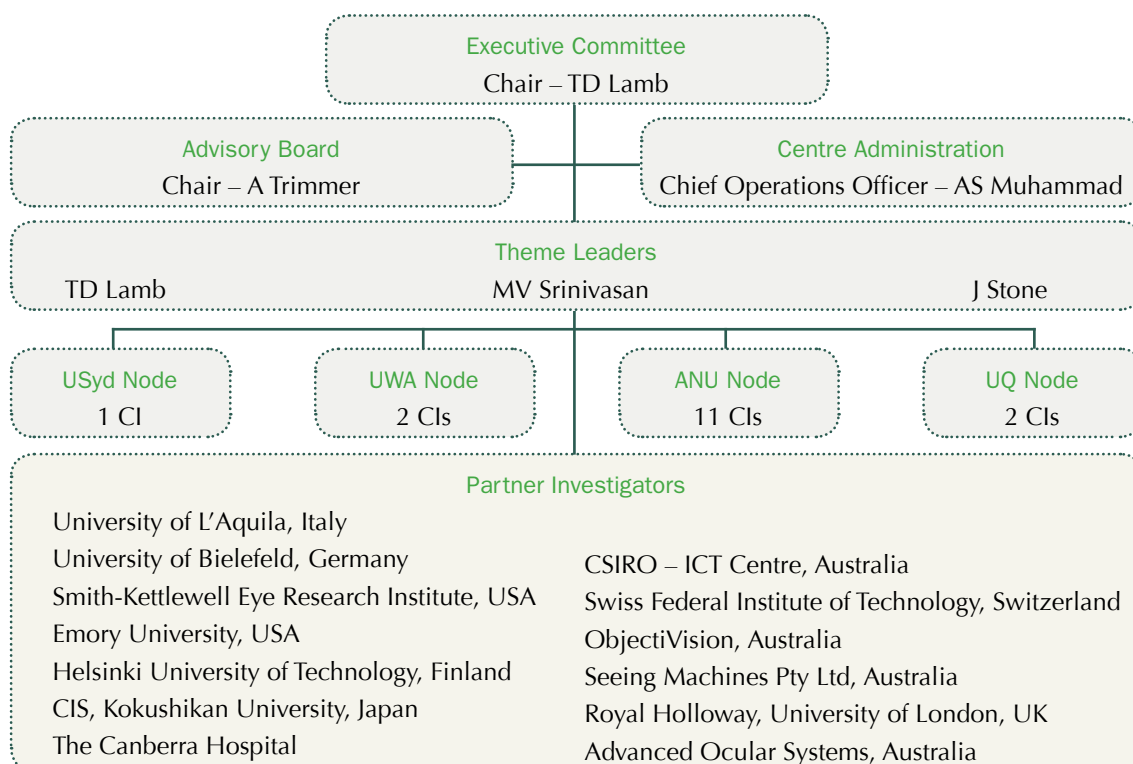 Executive Committee
Chair – TD Lamb
Advisory Board
Chair – A Trimmer
Centre Administration
Chief Operations Officer – AS Muhammad
Theme Leaders
TD Lamb
MV Srinivasan
J Stone
USyd Node
1 CI
UWA Node
2 CIs
ANU Node
11 CIs
UQ Node
2 CIs
Partner Investigators
University of L’Aquila, Italy
University of Bielefeld, Germany
Smith-Kettlewell Eye Research Institute, USA
Emory University, USA
Helsinki University of Technology, Finland
CIS, Kokushikan University, Japan
The Canberra Hospital
CSIRO – ICT Centre, Australia
Swiss Federal Institute of Technology, Switzerland
ObjectiVision, Australia
Seeing Machines Pty Ltd, Australia
Royal Holloway, University of London, UK
Advanced Ocular Systems, Australia